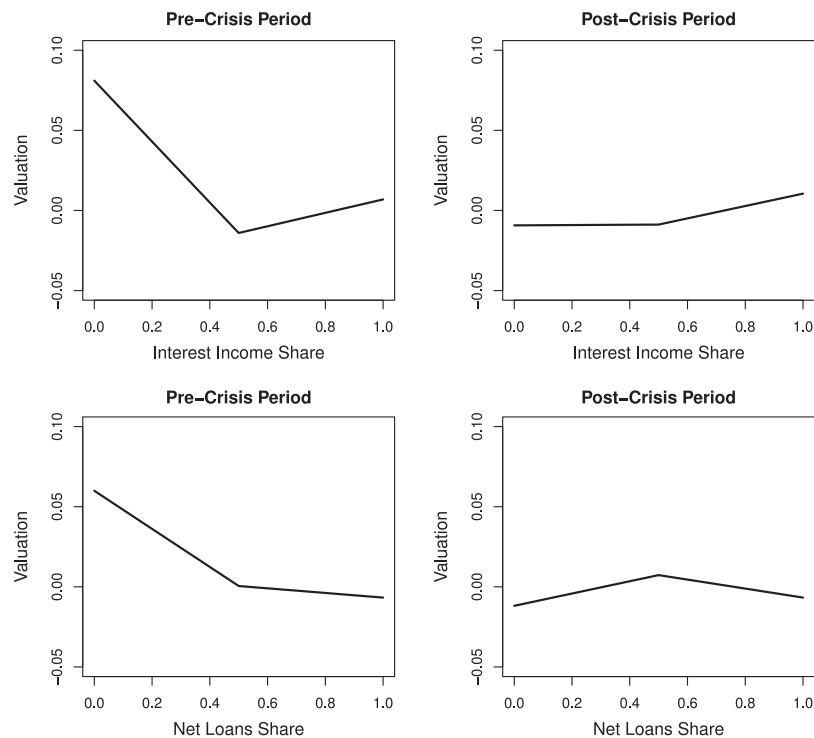 Pre−Crisis Period
Valuation
0.10
0.05
0.00
−0.05
0.0 0.2 0.4 0.6 0.8 1.0
Interest Income Share
Post−Crisis Period
Valuation
0.10
0.05
0.00
−0.05
0.0 0.2 0.4 0.6 0.8 1.0
Interest Income Share
Pre−Crisis Period
Valuation
0.10
0.05
0.00
−0.05
0.0 0.2 0.4 0.6 0.8 1.0
Net Loans Share
Post−Crisis Period
Valuation
0.10
0.05
0.00
−0.05
0.0 0.2 0.4 0.6 0.8 1.0
Net Loans Share